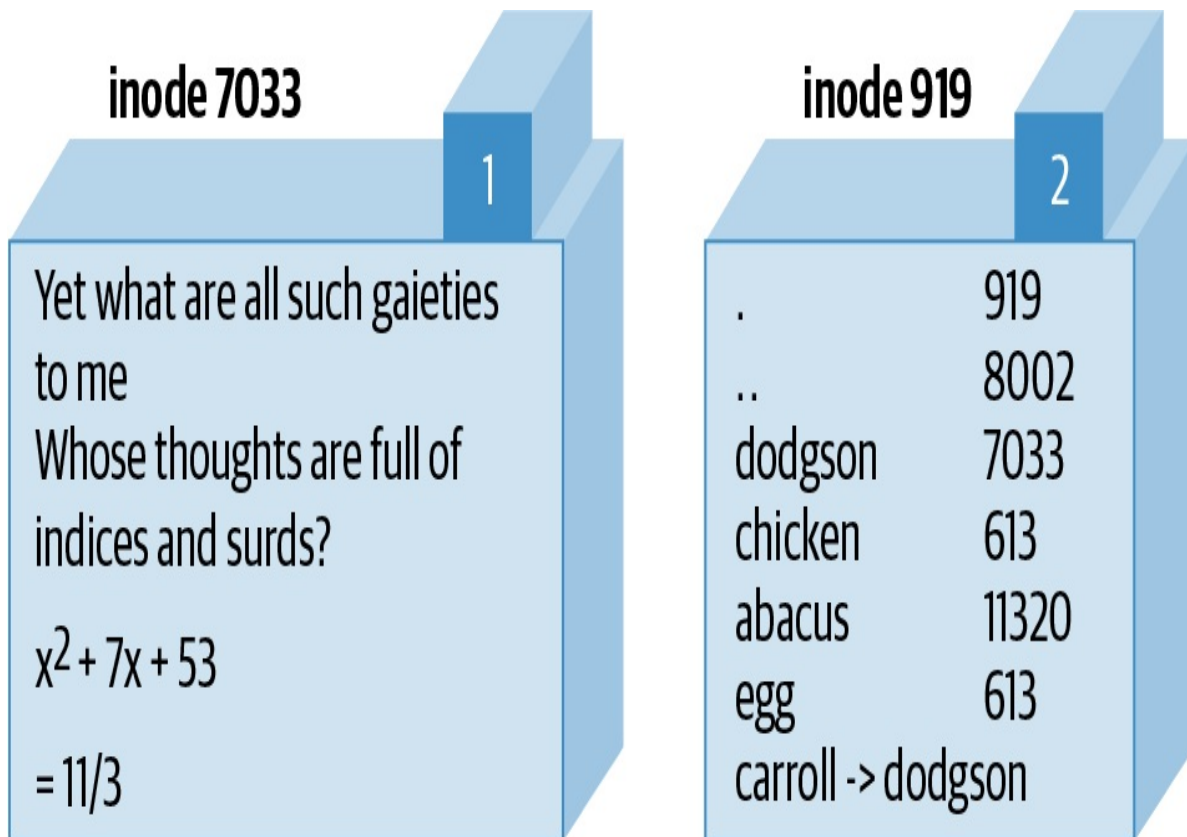 inode 7033
1
Yet what are all such gaieties
to me
Whose thoughts are full of
indices and surds?
x² + 7x + 53
= 11/3
inode 919
2
. 919
.. 8002
dodgson 7033
chicken 613
abacus 11320
egg 613
carroll -> dodgson